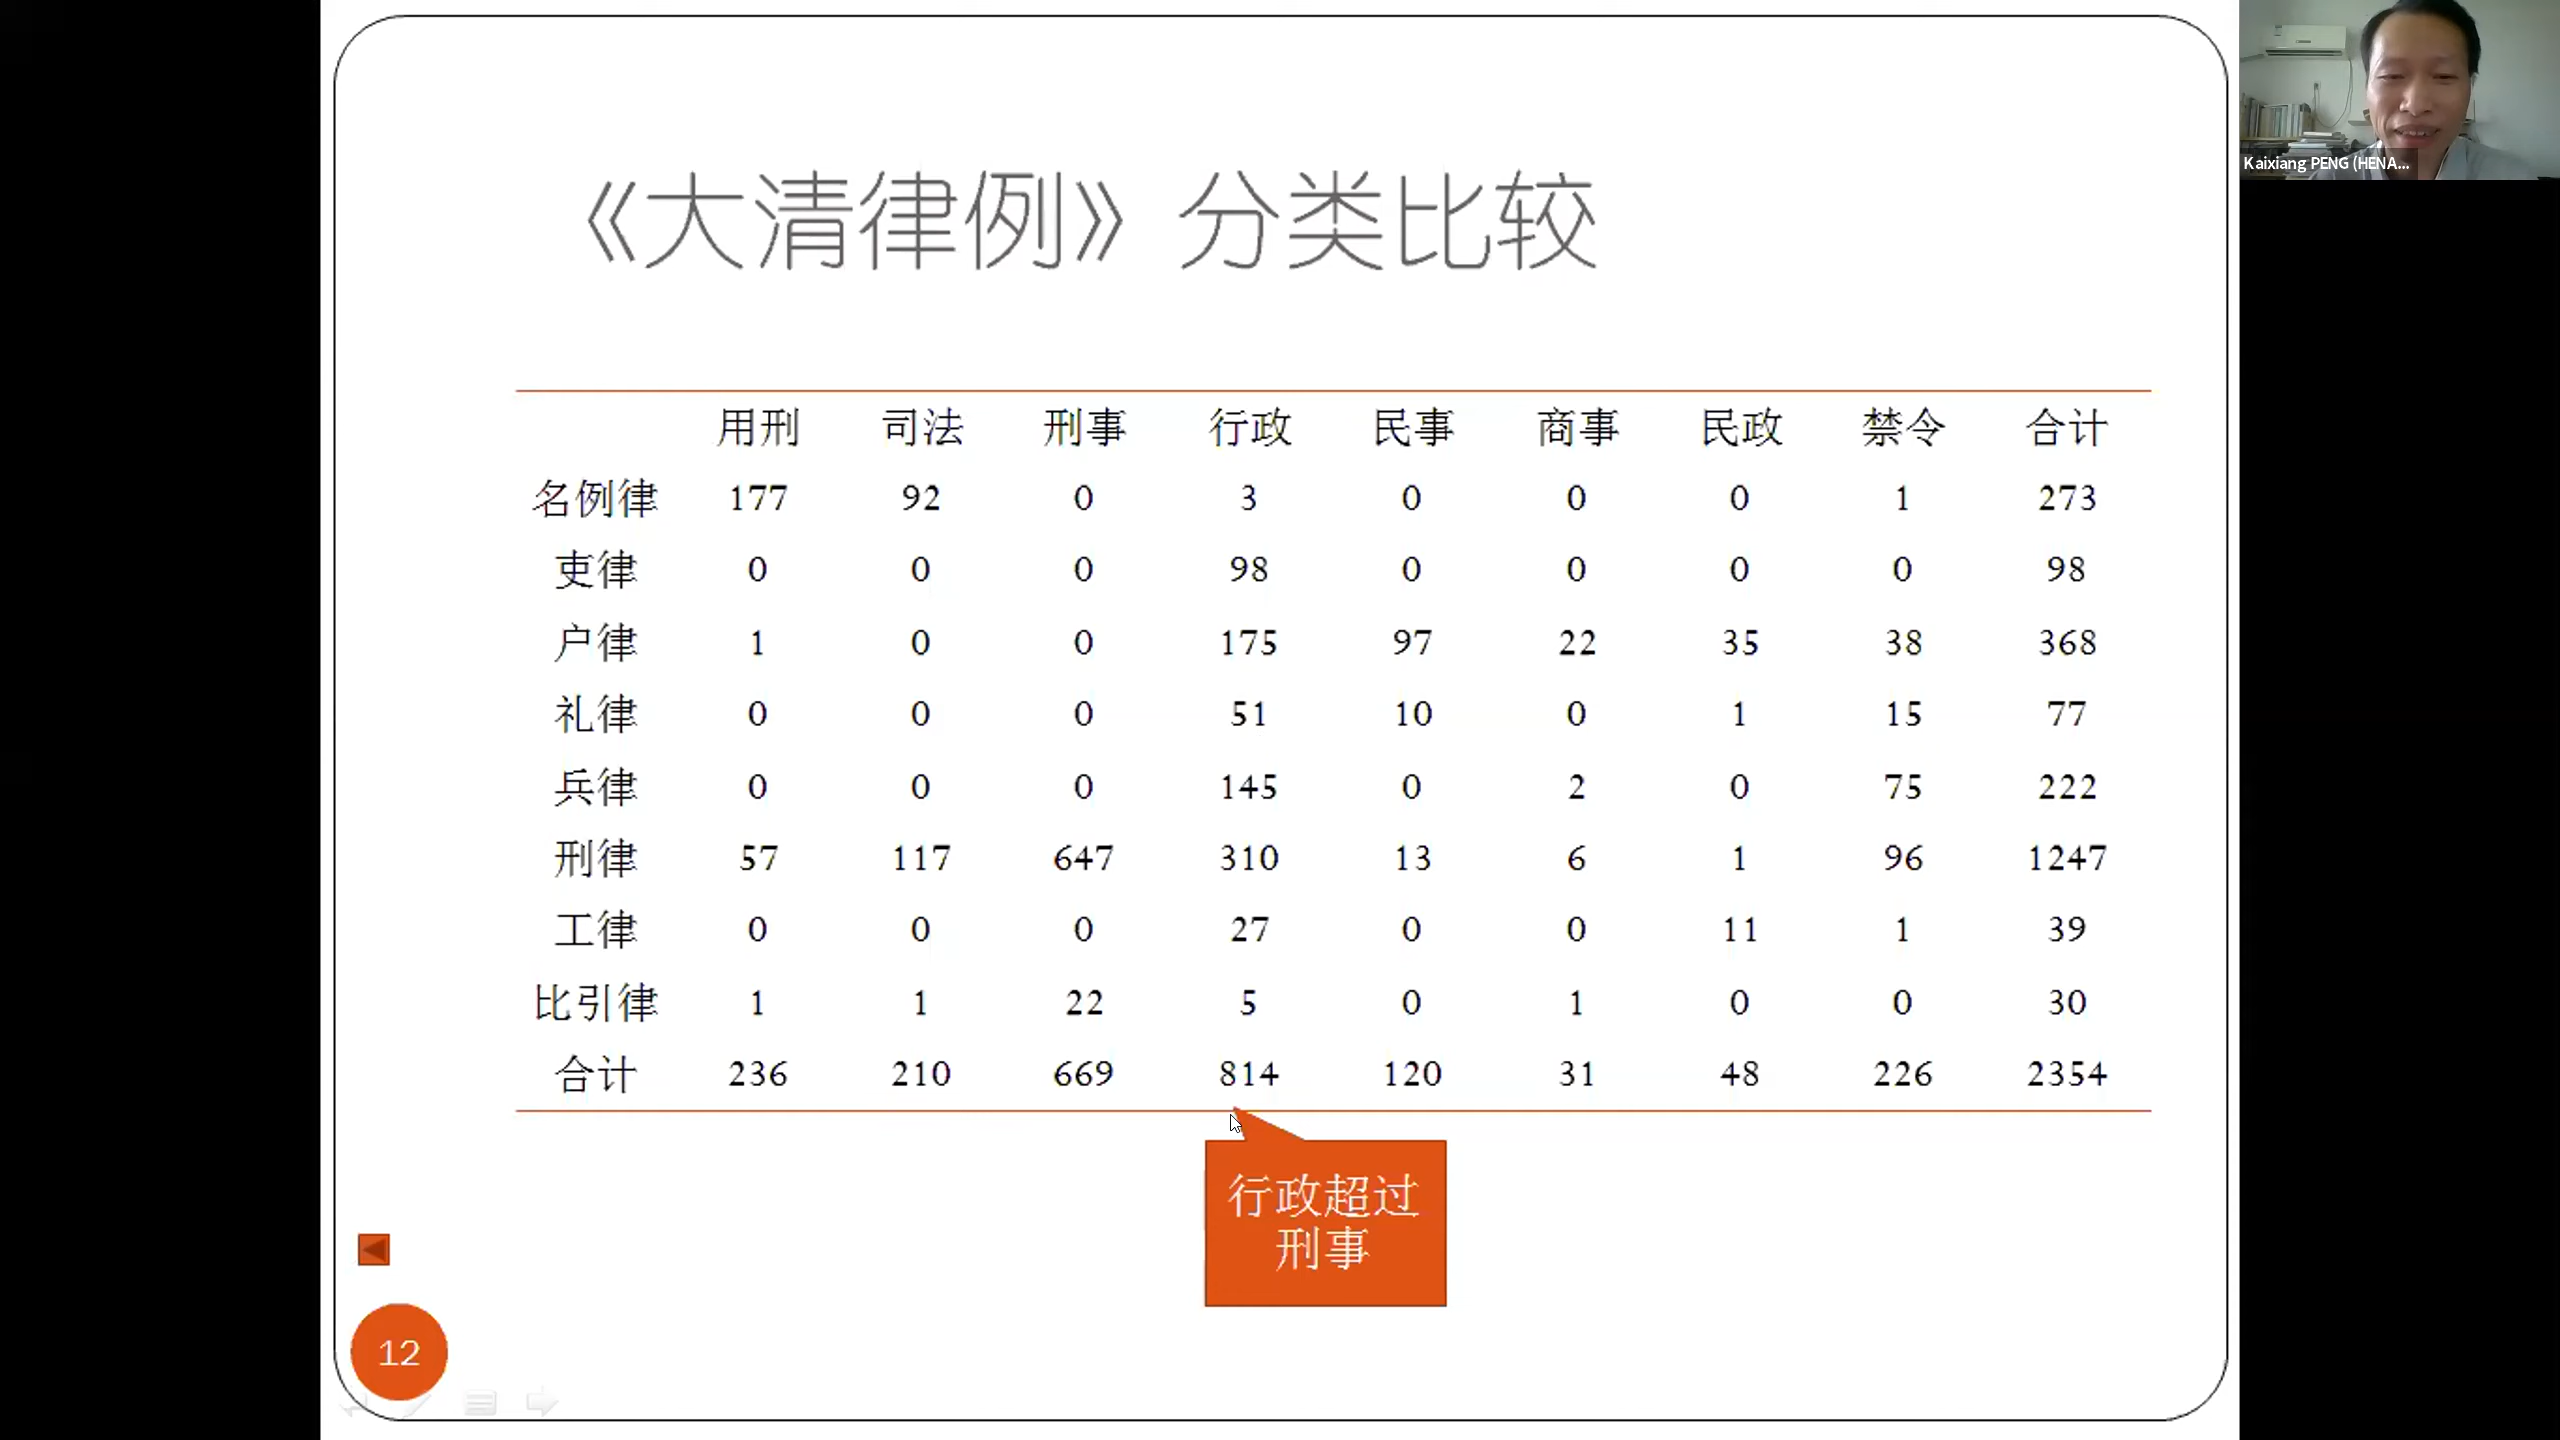 《大清律例》分类比较
用刑 司法 刑事 行政 民事 商事 民政 禁令 合计
名例律 177 92 0 3 0 0 0 1 273
吏律 0 0 0 98 0 0 0 0 98
户律 1 0 0 175 97 22 35 38 368
礼律 0 0 0 51 10 0 1 15 77
兵律 0 0 0 145 0 2 0 75 222
刑律 57 117 647 310 13 6 1 96 1247
工律 0 0 0 27 0 0 11 1 39
比引律 1 1 22 5 0 1 0 0 30
合计 236 210 669 814 120 31 48 226 2354
行政超过
刑事
12
Kaixiang PENG (HENA...